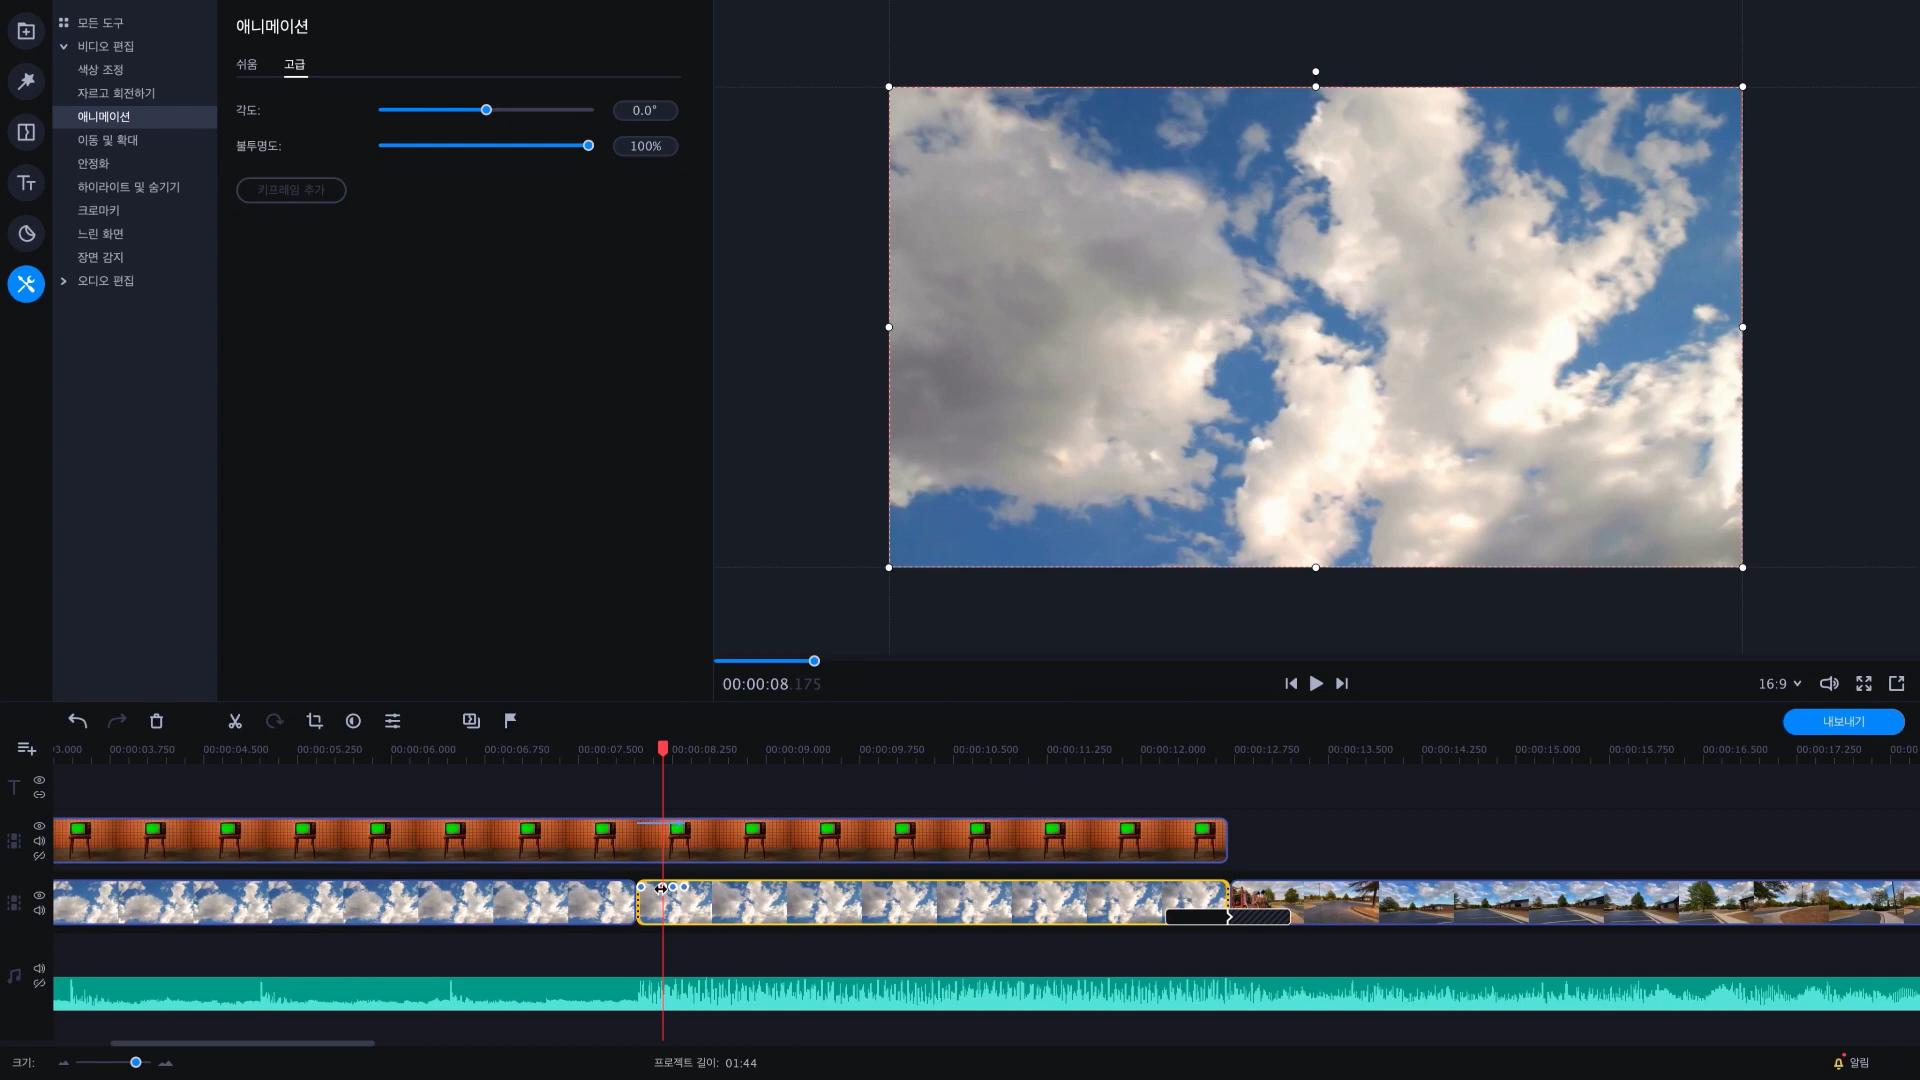 모든 도구
비디오 편집
색상 조정
자르고 회전하기
애니메이션
이동 및 확대
안정화
하이라이트 및 숨기기
크로마키
느린 화면
장면 감지
오디오 편집
애니메이션
쉬움 고급
각도: 0.0°
불투명도: 100%
키프레임 추가
00:00:08.175
16:9
내보내기
03.000 00:00:03.750 00:00:04.500 00:00:05.250 00:00:06.000 00:00:06.750 00:00:07.500 00:00:08.250 00:00:09.000 00:00:09.750 00:00:10.500 00:00:11.250 00:00:12.000 00:00:12.750 00:00:13.500 00:00:14.250 00:00:15.000 00:00:15.750 00:00:16.500 00:00:17.250 00:00
크기: 프로젝트 길이: 01:44 알림